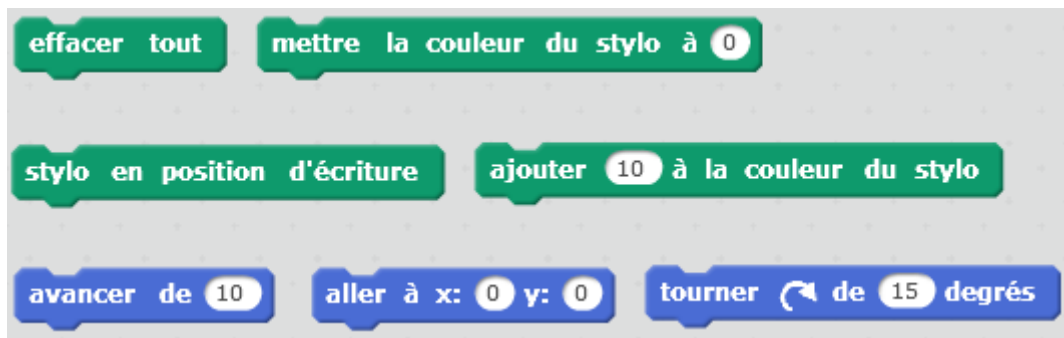 effacer tout mettre la couleur du stylo à 0
stylo en position d'écriture ajouter 10 à la couleur du stylo
avancer de 10 aller à x: 0 y: 0 tourner de 15 degrés